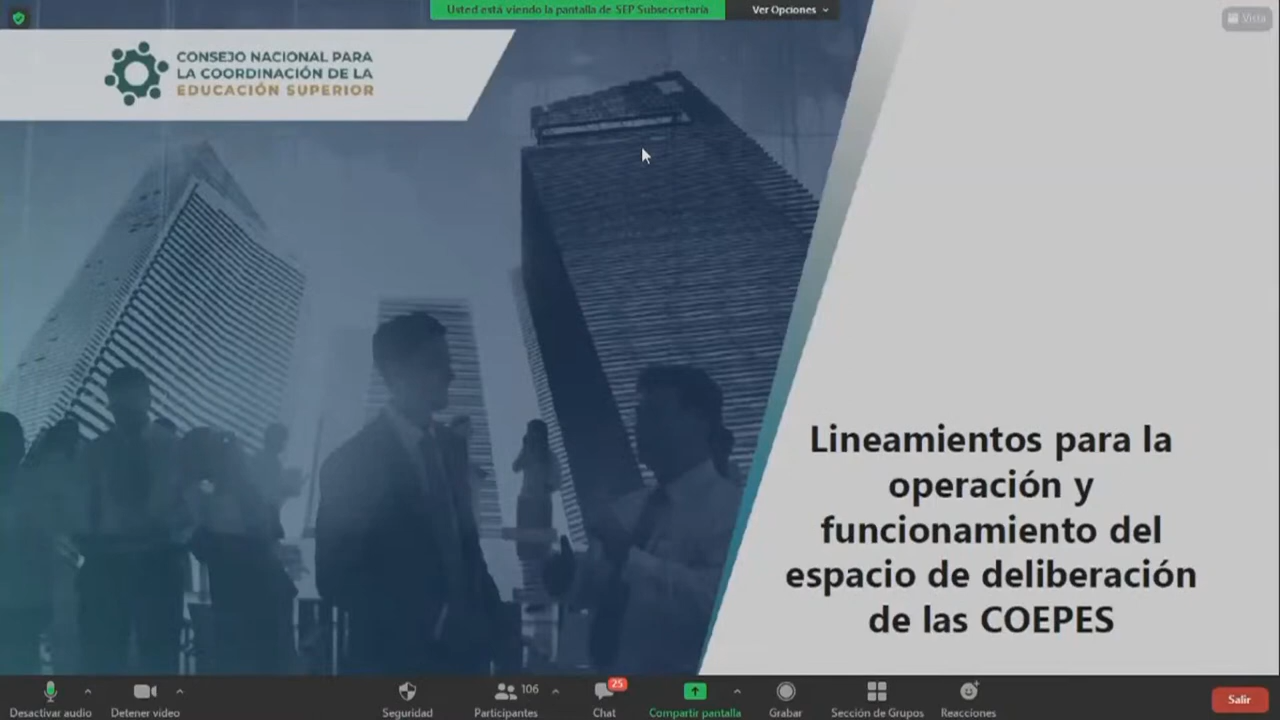 Usted está viendo la pantalla de SEP Subsecretaría
Ver Opciones
Vista
CONSEJO NACIONAL PARA
LA COORDINACIÓN DE LA
EDUCACIÓN SUPERIOR
Lineamientos para la
operación y
funcionamiento del
espacio de deliberación
de las COEPES
106
25
Desactivar audio
Detener video
Seguridad
Participantes
Chat
Compartir pantalla
Grabar
Sección de Grupos
Reacciones
Salir